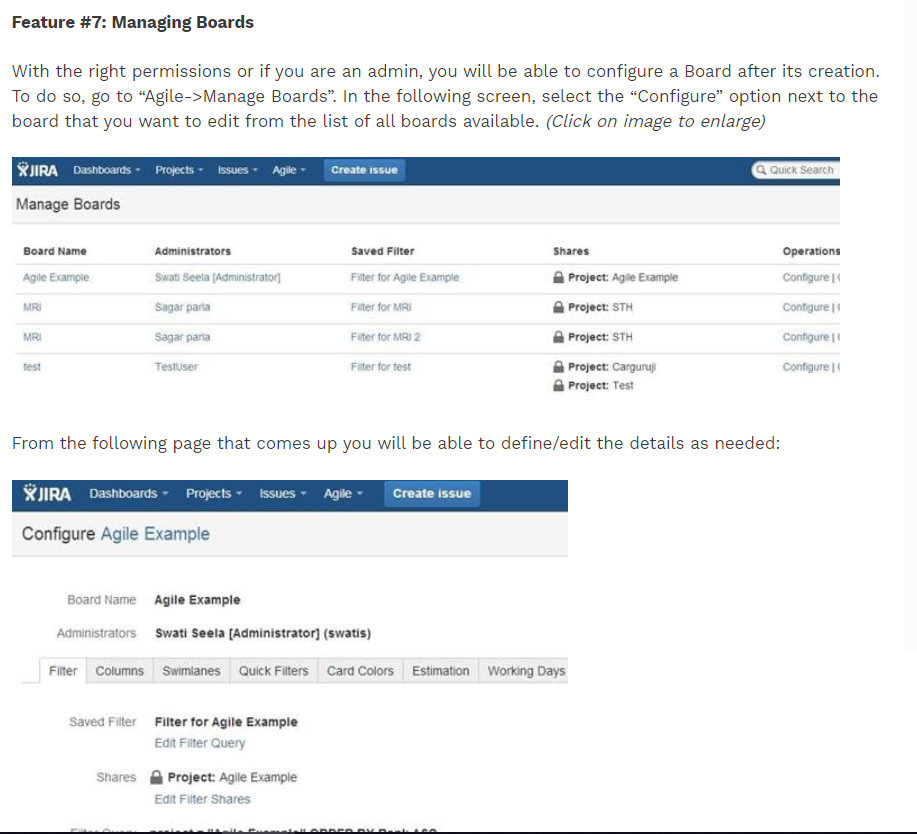 Feature #7: Managing Boards
With the right permissions or if you are an admin, you will be able to configure a Board after its creation.
To do so, go to “Agile->Manage Boards”. In the following screen, select the “Configure” option next to the
board that you want to edit from the list of all boards available. (Click on image to enlarge)
JIRA Dashboards Projects Issues Agile Create issue Quick Search
Manage Boards
Board Name Administrators Saved Filter Shares Operations
Agile Example Swati Seela [Administrator] Filter for Agile Example Project: Agile Example Configure |
MRI Sagar parla Filter for MRI Project: STH Configure |
MRI Sagar parla Filter for MRI 2 Project: STH Configure |
test TestUser Filter for test Project: Carguruji Configure |
Project: Test
From the following page that comes up you will be able to define/edit the details as needed:
JIRA Dashboards Projects Issues Agile Create issue
Configure Agile Example
Board Name Agile Example
Administrators Swati Seela [Administrator] (swatis)
Filter Columns Swimlanes Quick Filters Card Colors Estimation Working Days
Saved Filter Filter for Agile Example
Edit Filter Query
Shares Project: Agile Example
Edit Filter Shares